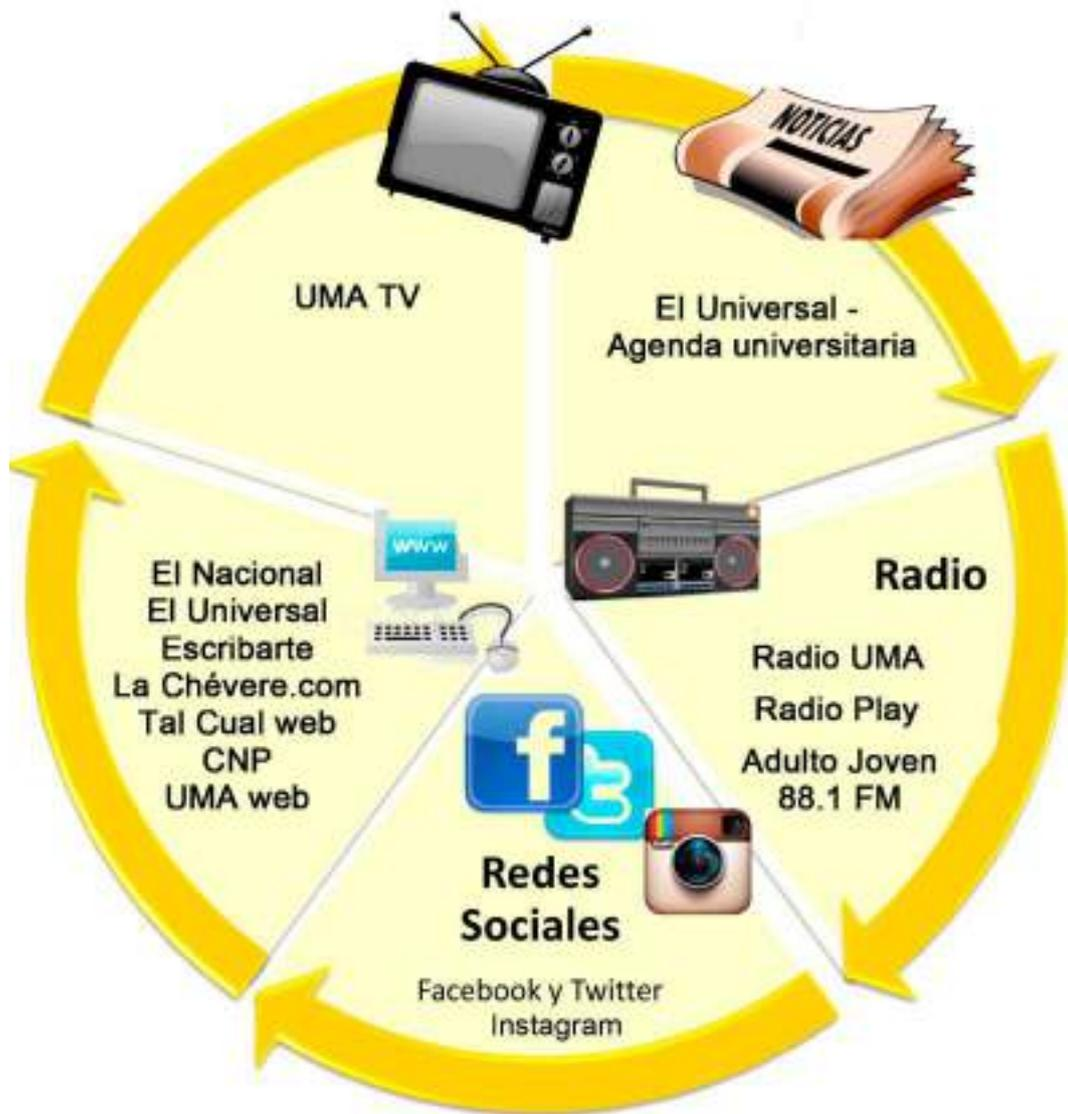 NOTICIAS
UMA TV
El Universal -
Agenda universitaria
www
El Nacional
El Universal
Escribarte
La Chévere.com
Tal Cual web
CNP
UMA web
Radio
Radio UMA
Radio Play
Adulto Joven
88.1 FM
f
t
Redes
Sociales
Facebook y Twitter
Instagram